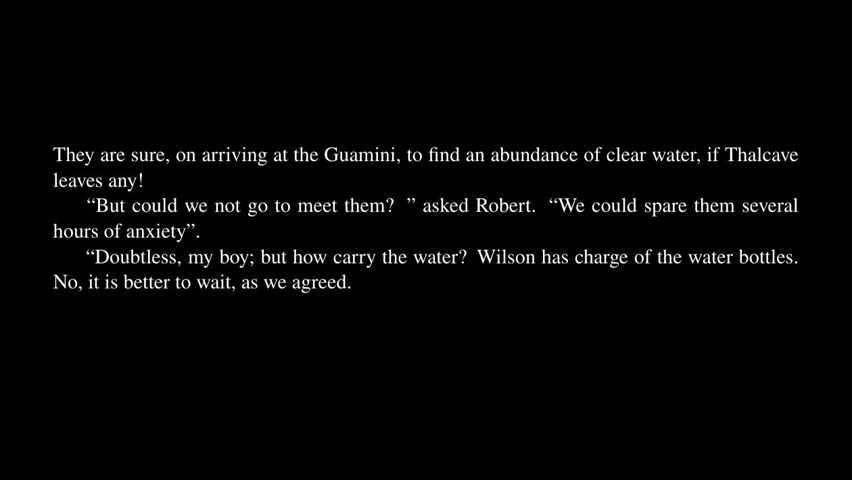 They are sure, on arriving at the Guamini, to find an abundance of clear water, if Thalcave
leaves any!
“But could we not go to meet them? ” asked Robert. “We could spare them several
hours of anxiety”.
“Doubtless, my boy; but how carry the water? Wilson has charge of the water bottles.
No, it is better to wait, as we agreed.